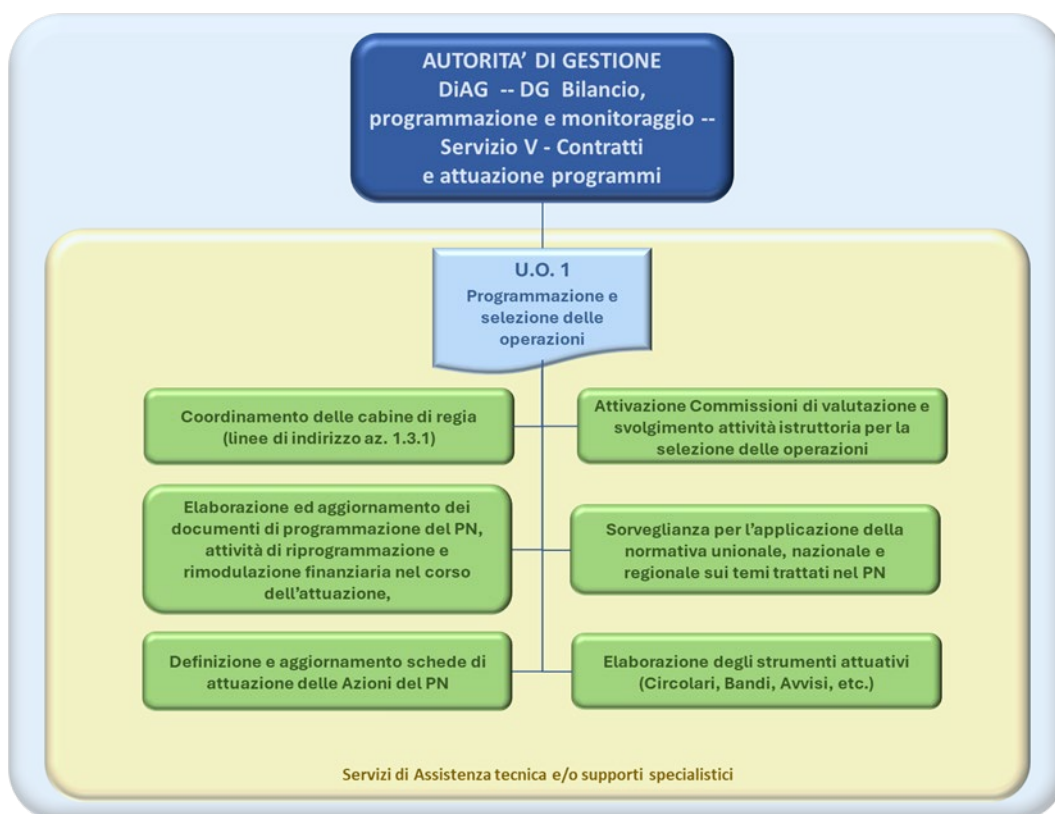 AUTORITA’ DI GESTIONE
DiAG -- DG Bilancio,
programmazione e monitoraggio --
Servizio V - Contratti
e attuazione programmi
U.O. 1
Programmazione e
selezione delle
operazioni
Coordinamento delle cabine di regia
(linee di indirizzo az. 1.3.1)
Attivazione Commissioni di valutazione e
svolgimento attività istruttoria per la
selezione delle operazioni
Elaborazione ed aggiornamento dei
documenti di programmazione del PN,
attività di riprogrammazione e
rimodulazione finanziaria nel corso
dell’attuazione,
Sorveglianza per l’applicazione della
normativa unionale, nazionale e
regionale sui temi trattati nel PN
Definizione e aggiornamento schede di
attuazione delle Azioni del PN
Elaborazione degli strumenti attuativi
(Circolari, Bandi, Avvisi, etc.)
Servizi di Assistenza tecnica e/o supporti specialistici